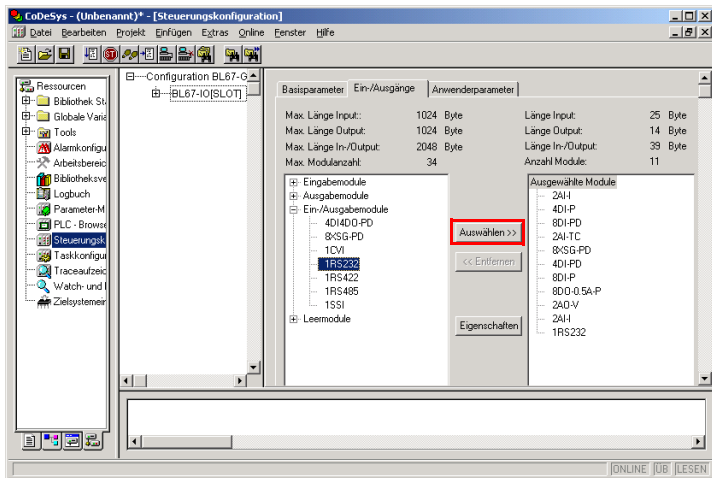 CoDeSys - (Unbenannt)* - [Steuerungskonfiguration]
Datei Bearbeiten Projekt Einfügen Extras Online Fenster Hilfe
Ressourcen
Bibliothek St
Globale Varia
Tools
Alarmkonfigu
Arbeitsbereic
Bibliotheksve
Logbuch
Parameter-M
PLC - Browse
Steuerungsk
Taskkonfigur
Traceaufzeic
Watch- und
Zielsystemeir
Configuration BL67-G
BL67-IO[SLOT]
Basisparameter Ein-/Ausgänge Anwenderparameter
Max. Länge Input:: 1024 Byte Länge Input: 25 Byte
Max. Länge Output: 1024 Byte Länge Output: 14 Byte
Max. Länge In-/Output: 2048 Byte Länge In-/Output: 39 Byte
Max. Modulanzahl: 34 Anzahl Module: 11
Eingabemodule
Ausgabemodule
Ein-/Ausgabemodule
4DI4DO-PD
8XSG-PD
1CVI
1RS232
1RS422
1RS485
1SSI
Leermodule
Auswählen >>
<< Entfernen
Eigenschaften
Ausgewählte Module
2AI-I
4DI-P
8DI-PD
2AI-TC
8XSG-PD
4DI-PD
8DI-P
8DO-0.5A-P
2AO-V
2AI-I
1RS232
ONLINE ÜB LESEN